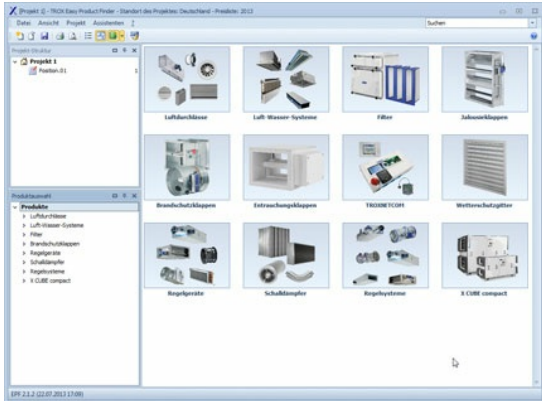 [Projekt 1] - TROX Easy Product Finder - Standort des Projektes: Deutschland - Preisliste: 2013
Datei Ansicht Projekt Assistenten ?
Suchen
Projekt Struktur
Projekt 1
Position.01 1
Produktauswahl
Produkte
Luftdurchlässe
Luft-Wasser-Systeme
Filter
Brandschutzklappen
Regelgeräte
Schalldämpfer
Regelsysteme
X CUBE compact
Luftdurchlässe
Luft-Wasser-Systeme
Filter
Jalousieklappen
Brandschutzklappen
Entrauchungsklappen
TROXNETCOM
Wetterschutzgitter
Regelgeräte
Schalldämpfer
Regelsysteme
X CUBE compact
EPF 2.1.2 (22.07.2013 17:09)